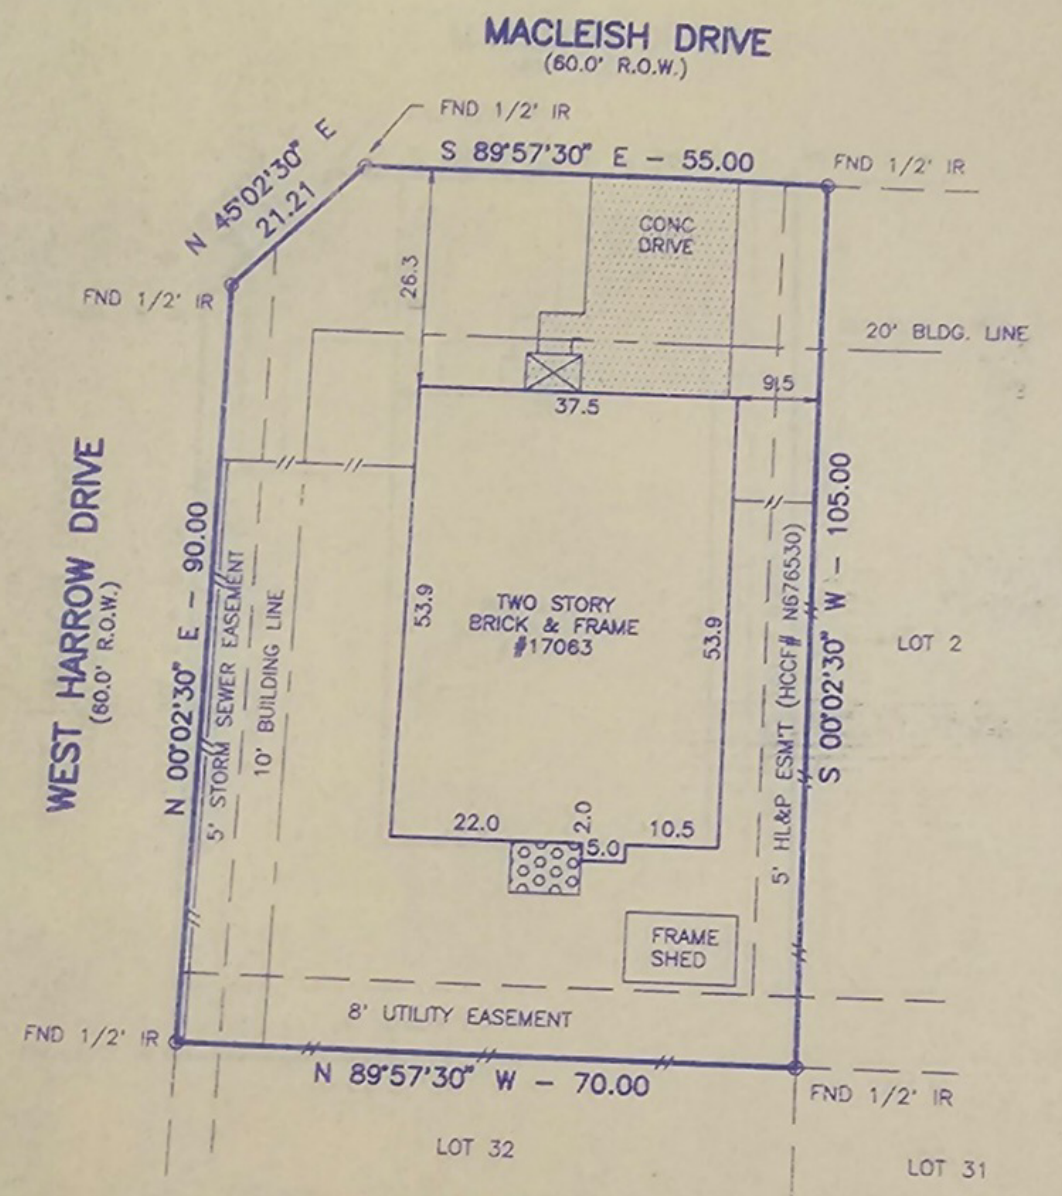 MACLEISH DRIVE
(60.0' R.O.W.)
FND 1/2' IR
N 45°02'30" E
21.21
S 89°57'30" E - 55.00
FND 1/2' IR
FND 1/2' IR
CONC
DRIVE
26.3
20' BLDG. LINE
9.5
37.5
WEST HARROW DRIVE
(60.0' R.O.W.)
N 00°02'30" E - 90.00
5' STORM SEWER EASEMENT
10' BUILDING LINE
53.9
TWO STORY
BRICK & FRAME
#17063
53.9
5' HL&P ESM'T (HCCF# N676530)
S 00°02'30" W - 105.00
LOT 2
22.0
2.0
5.0
10.5
FRAME
SHED
8' UTILITY EASEMENT
FND 1/2' IR
N 89°57'30" W - 70.00
FND 1/2' IR
LOT 32
LOT 31